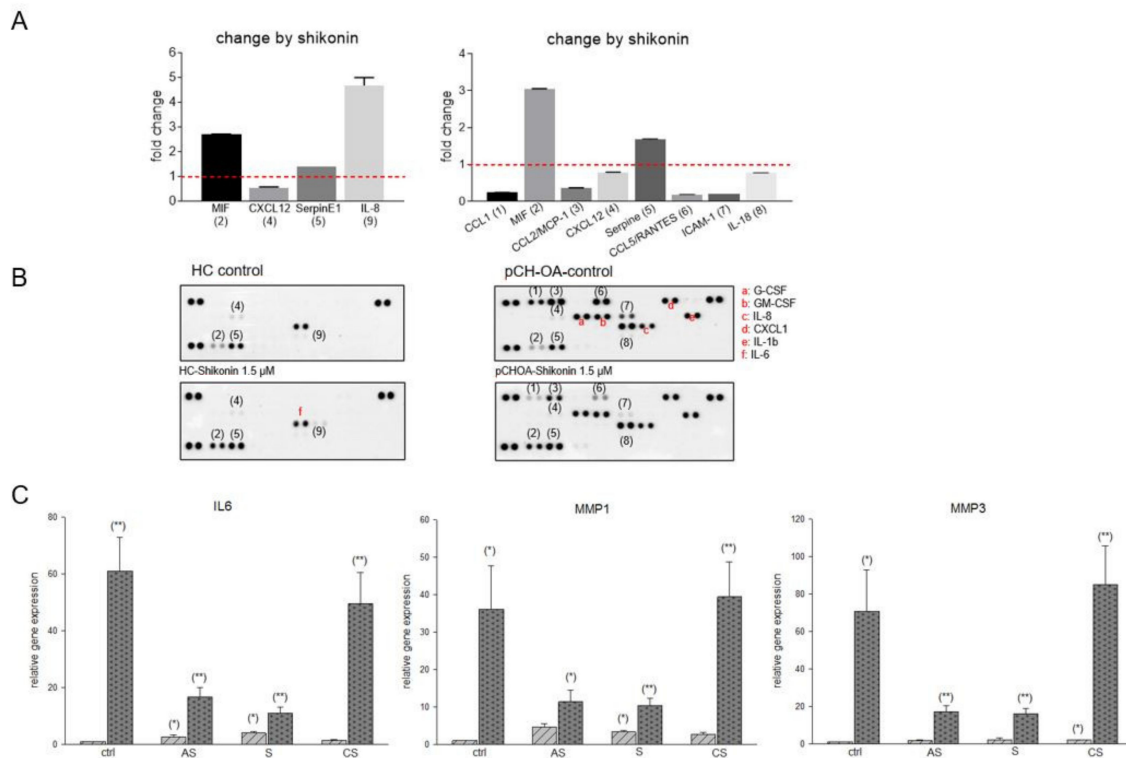 A
change by shikonin
fold change
6
5
4
3
2
1
0
MIF
(2)
CXCL12
(4)
SerpinE1
(5)
IL-8
(9)
change by shikonin
fold change
4
3
2
1
0
CCL1 (1)
MIF (2)
CCL2/MCP-1 (3)
CXCL12 (4)
Serpine (5)
CCL5/RANTES (6)
ICAM-1 (7)
IL-18 (8)
B
HC control
(4)
(2) (5) (9)
HC-Shikonin 1.5 µM
(4)
f
(2) (5) (9)
pCH-OA-control
(1) (3) (6)
d
(4) (7)
a b e
c
(2) (5) (8)
a: G-CSF
b: GM-CSF
c: IL-8
d: CXCL1
e: IL-1b
f: IL-6
pCHOA-Shikonin 1.5 µM
(1) (3) (6)
(4) (7)
(2) (5) (8)
C
IL6
relative gene expression
80
60
40
20
0
(**)
(*) (**)
(*) (**)
(**)
ctrl AS S CS
MMP1
relative gene expression
60
50
40
30
20
10
0
(*)
(*)
(*) (**)
(**)
ctrl AS S CS
MMP3
relative gene expression
120
100
80
60
40
20
0
(*)
(**)
(**)
(*) (**)
ctrl AS S CS